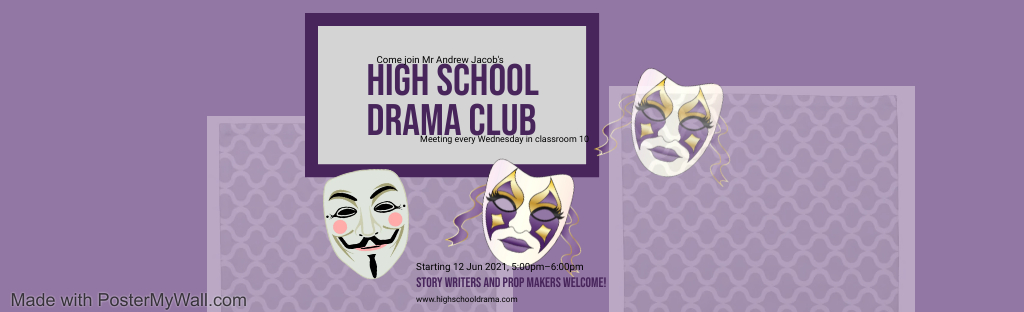 Come join Mr Andrew Jacob's
HIGH SCHOOL
DRAMA CLUB
Meeting every Wednesday in classroom 10
Starting 12 Jun 2021, 5:00pm–6:00pm
STORY WRITERS AND PROP MAKERS WELCOME!
www.highschooldrama.com
Made with PosterMyWall.com